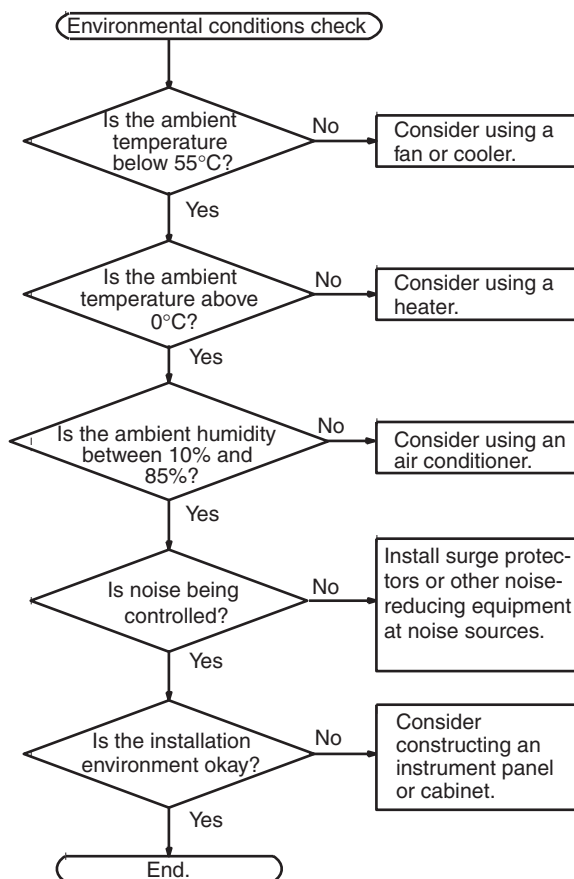 Environmental conditions check
Is the ambient
temperature
below 55°C?
No
Consider using a
fan or cooler.
Yes
Is the ambient
temperature above
0°C?
No
Consider using a
heater.
Yes
Is the ambient humidity
between 10% and
85%?
No
Consider using an
air conditioner.
Yes
Is noise being
controlled?
No
Install surge protec-
tors or other noise-
reducing equipment
at noise sources.
Yes
Is the installation
environment okay?
No
Consider
constructing an
instrument panel
or cabinet.
Yes
End.